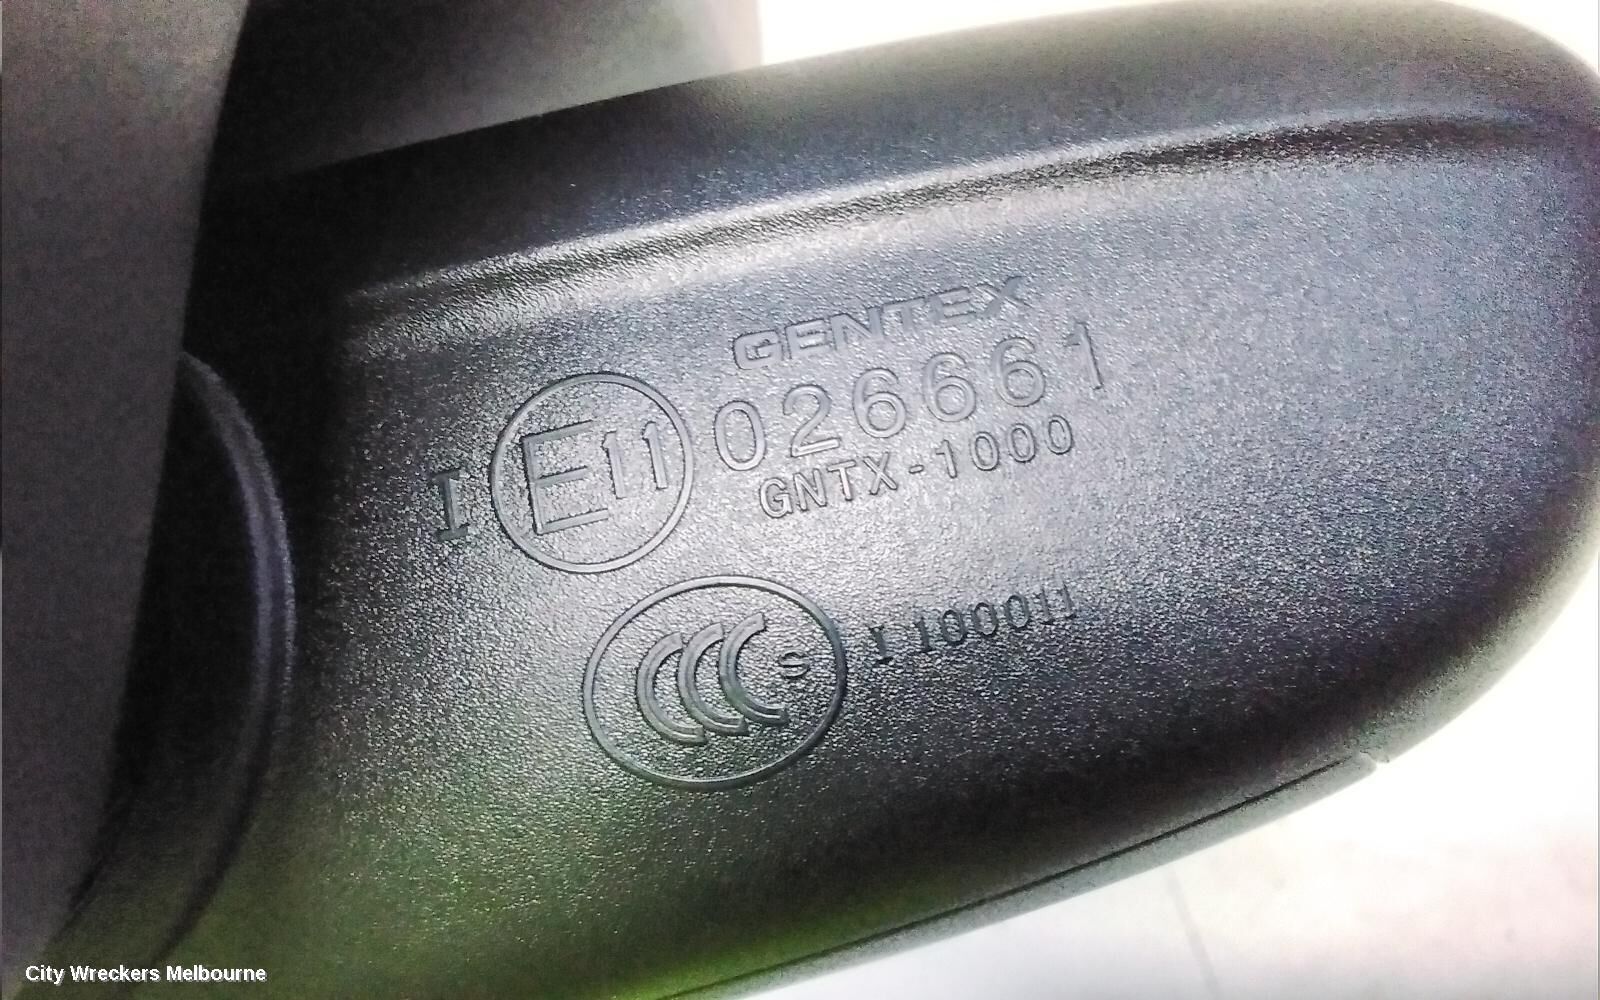 GENTEX
I E11 026661
GNTX-1000
CCC S I 100011
City Wreckers Melbourne